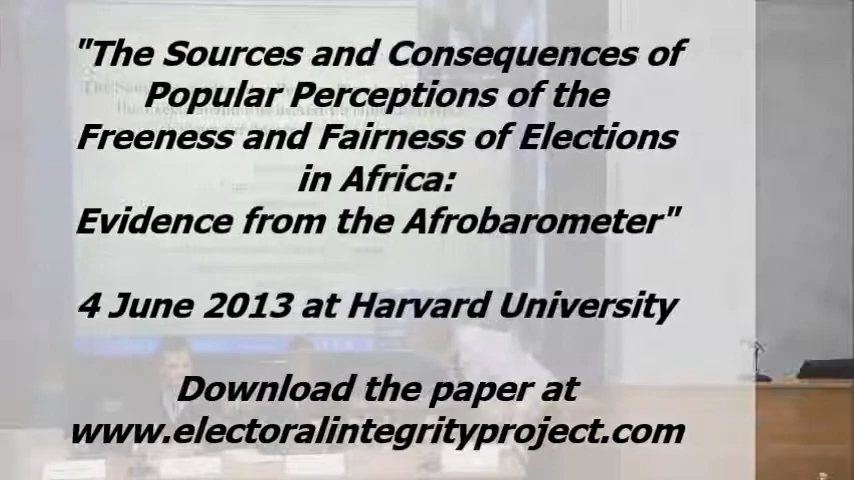 "The Sources and Consequences of
Popular Perceptions of the
Freeness and Fairness of Elections
in Africa:
Evidence from the Afrobarometer"
4 June 2013 at Harvard University
Download the paper at
www.electoralintegrityproject.com